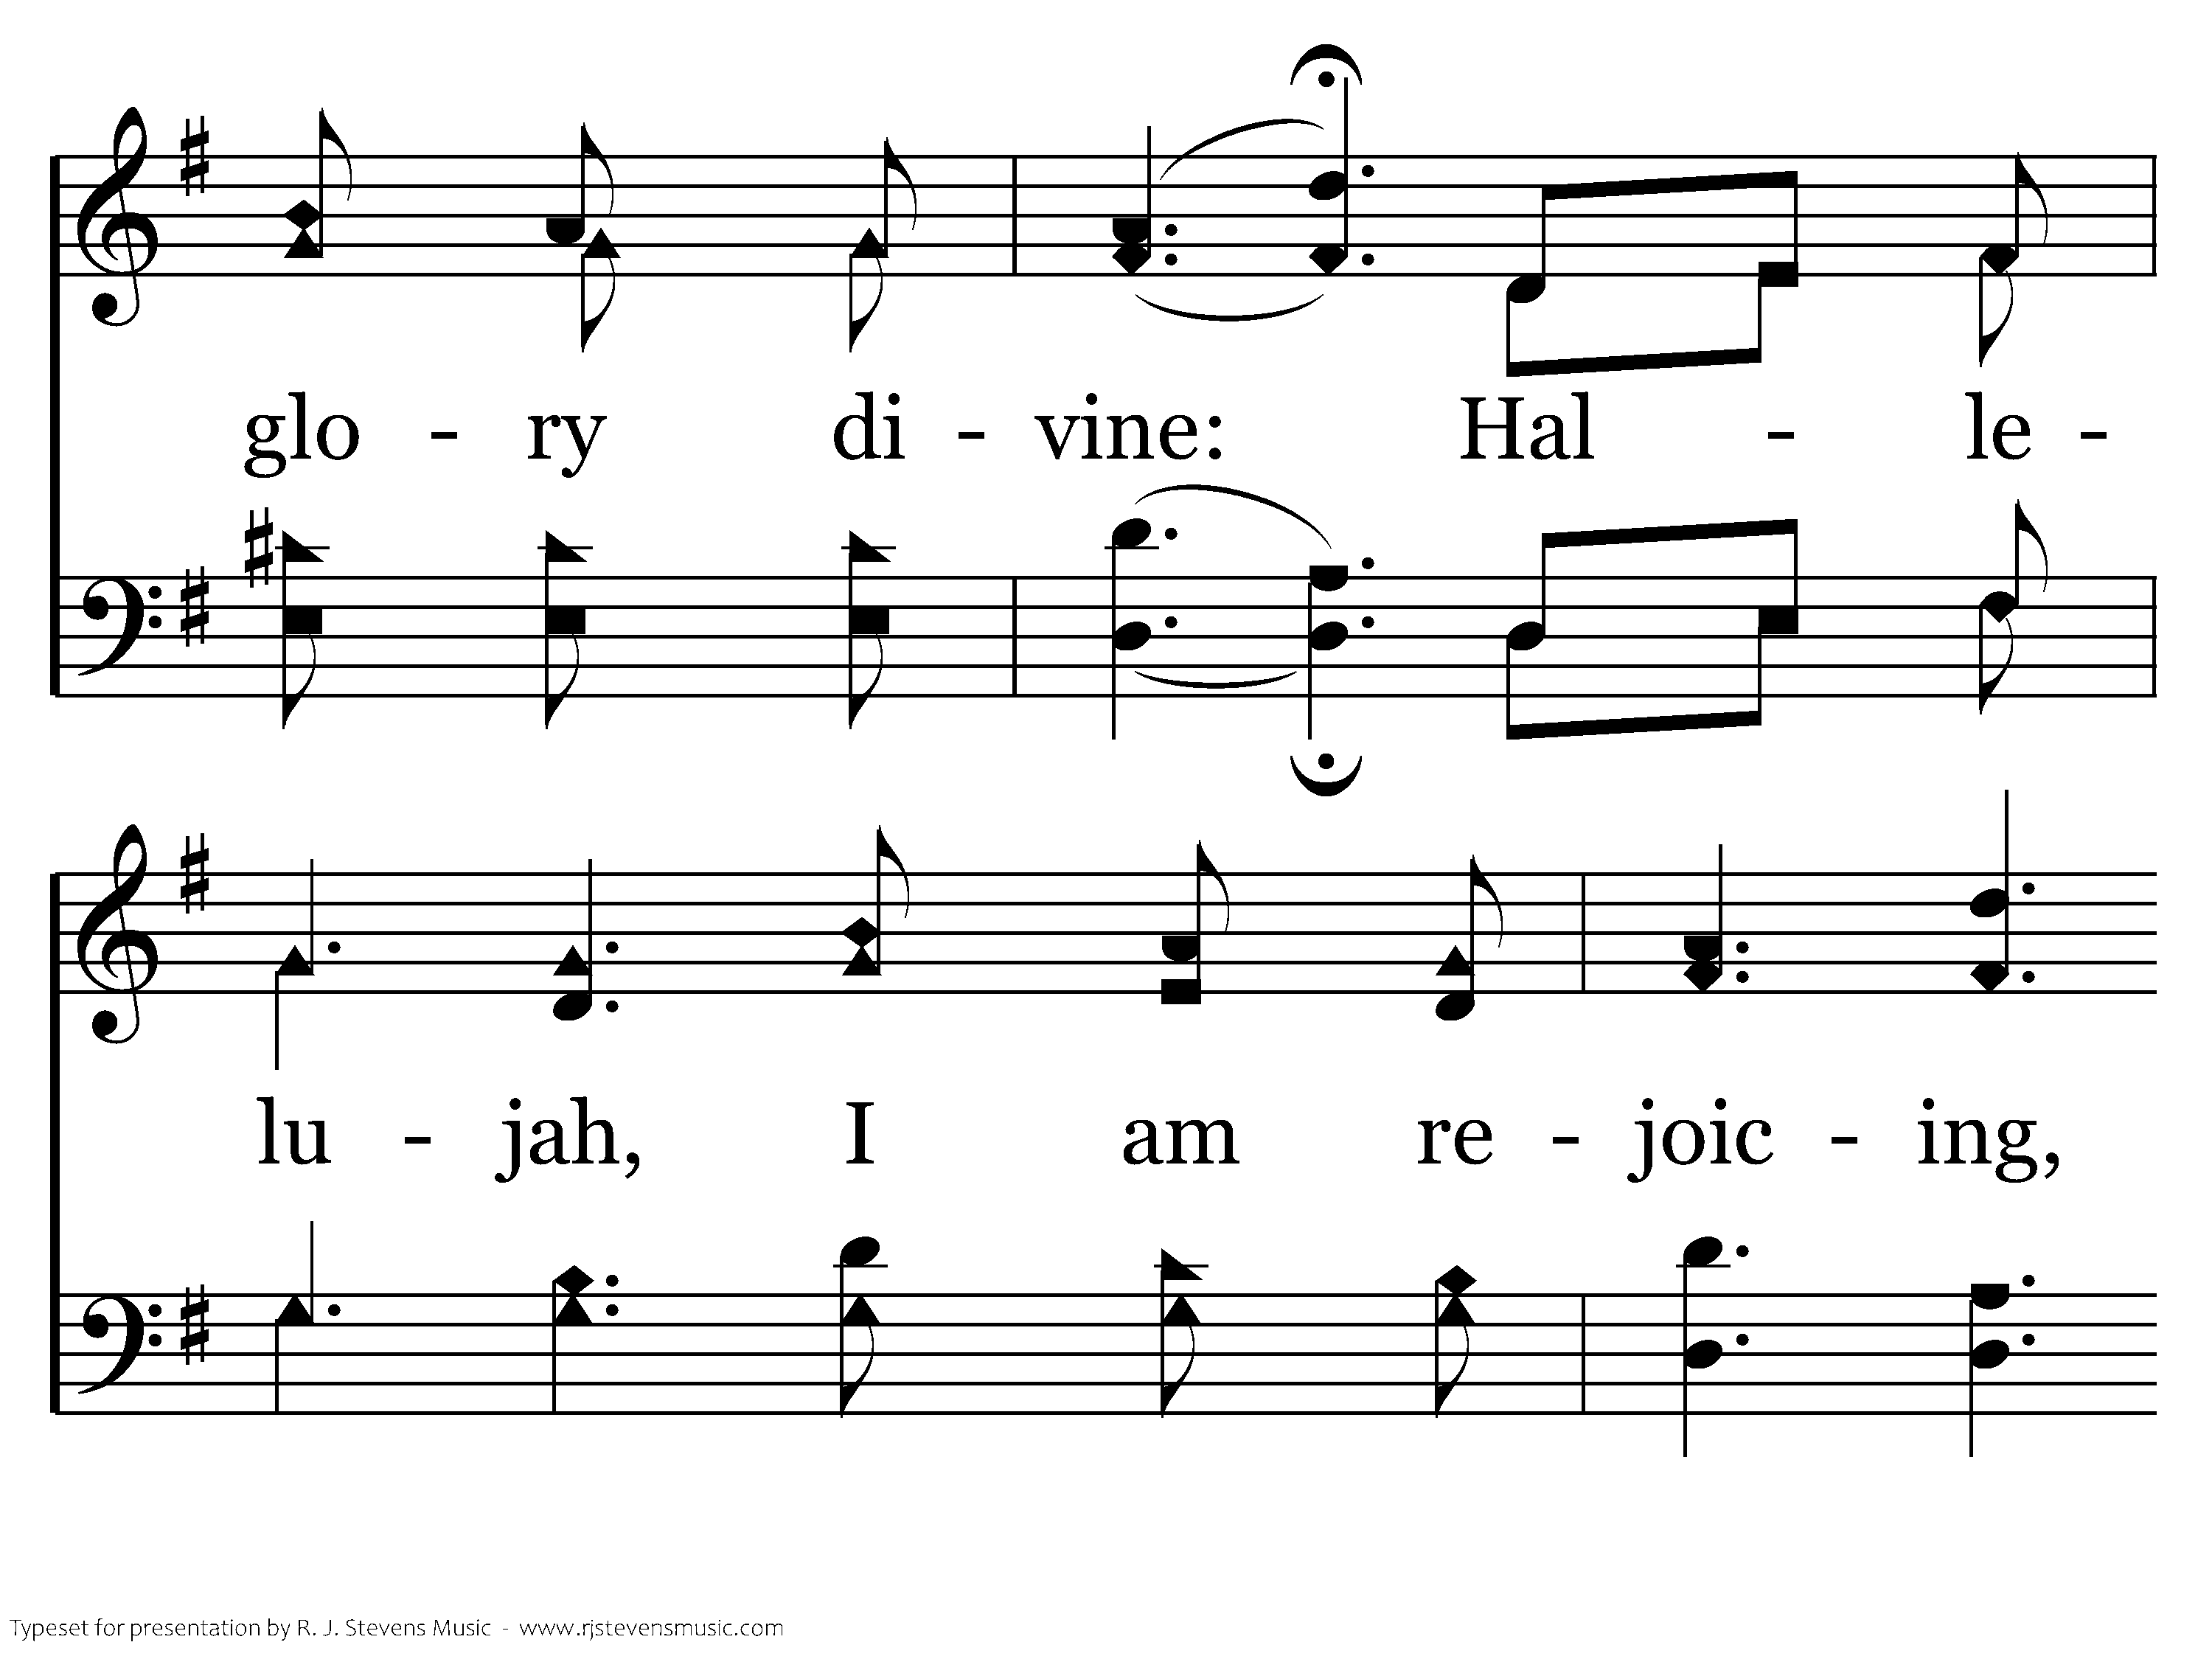 glo - ry di - vine: Hal - le -
lu - jah, I am re - joic - ing,
Typeset for presentation by R. J. Stevens Music - www.rjstevensmusic.com